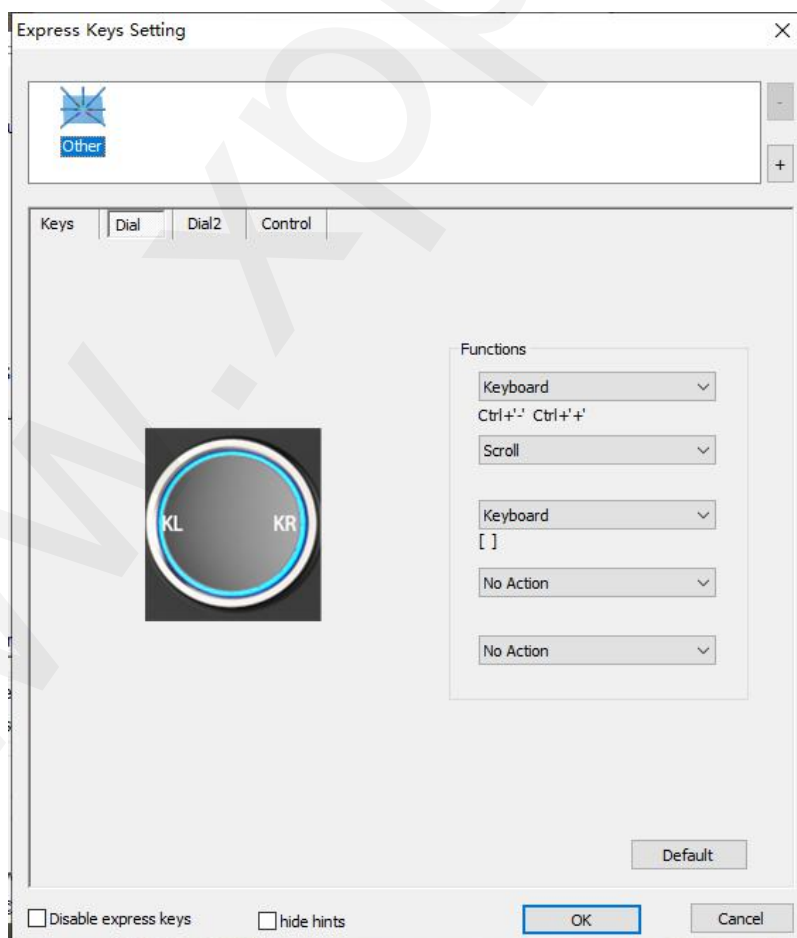 Express Keys Setting
Other
-
+
Keys Dial Dial2 Control
Functions
Keyboard
Ctrl+'-' Ctrl+'+'
Scroll
KL KR
Keyboard
[ ]
No Action
No Action
Default
Disable express keys hide hints OK Cancel